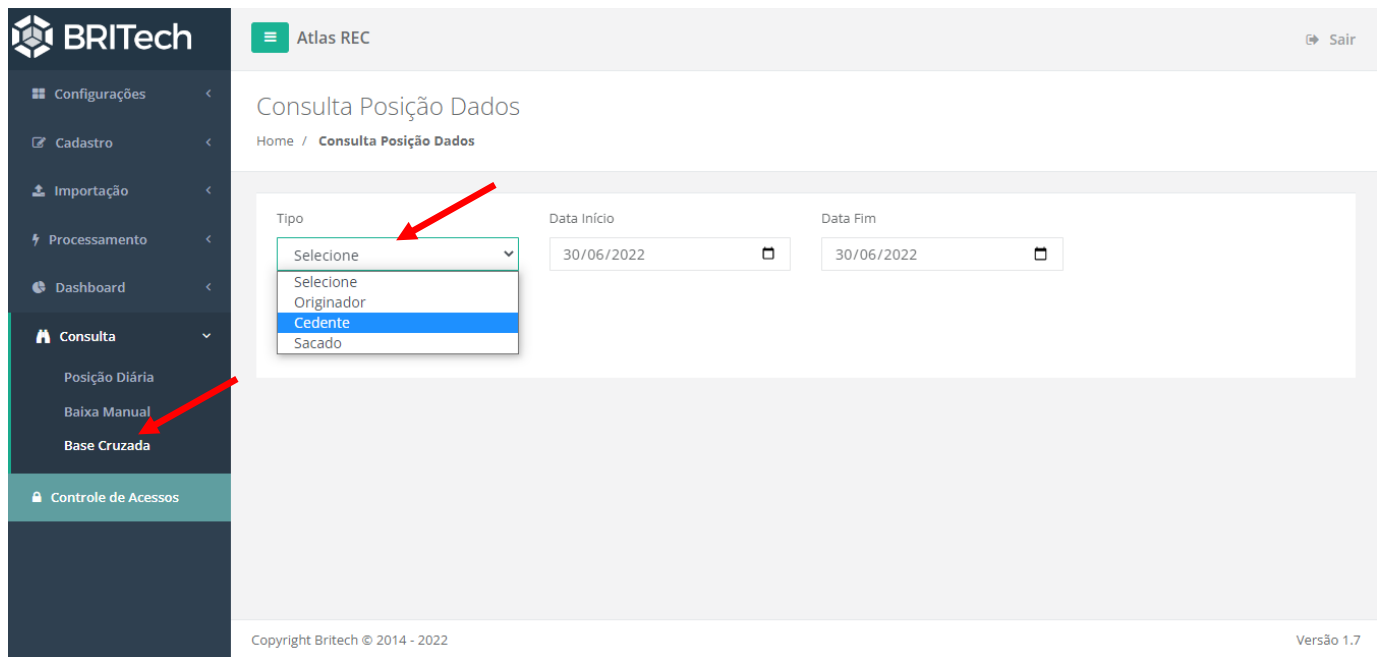 BRITech
Configurações
Cadastro
Importação
Processamento
Dashboard
Consulta
Posição Diária
Baixa Manual
Base Cruzada
Controle de Acessos
Atlas REC
Sair
Consulta Posição Dados
Home / Consulta Posição Dados
Tipo
Data Início
Data Fim
Selecione
30/06/2022
30/06/2022
Selecione
Originador
Cedente
Sacado
Copyright Britech © 2014 - 2022
Versão 1.7